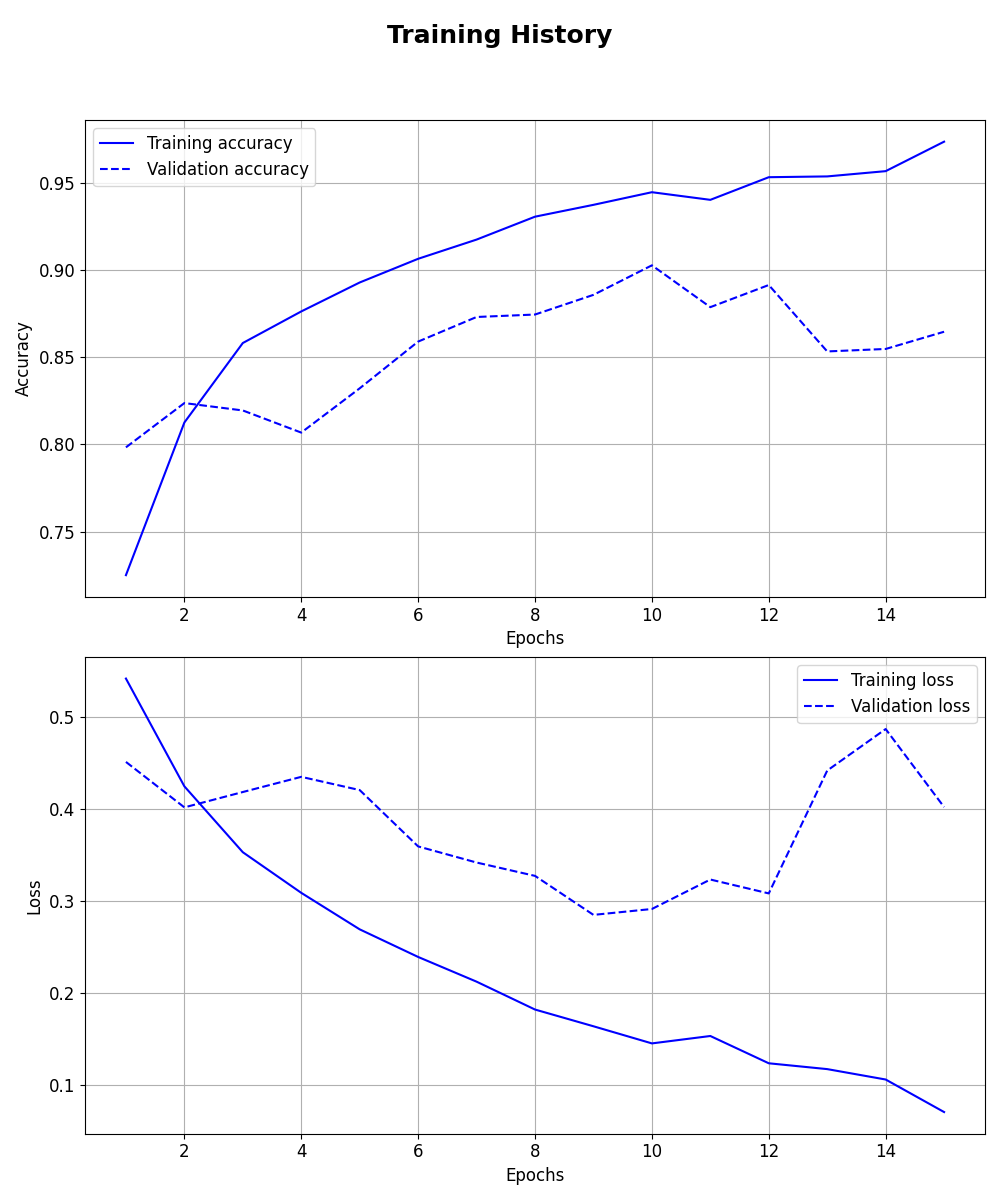 Training History
Training accuracy
Validation accuracy
0.95
0.90
0.85
0.80
0.75
Accuracy
2 4 6 8 10 12 14
Epochs
Training loss
Validation loss
0.5
0.4
0.3
0.2
0.1
Loss
2 4 6 8 10 12 14
Epochs